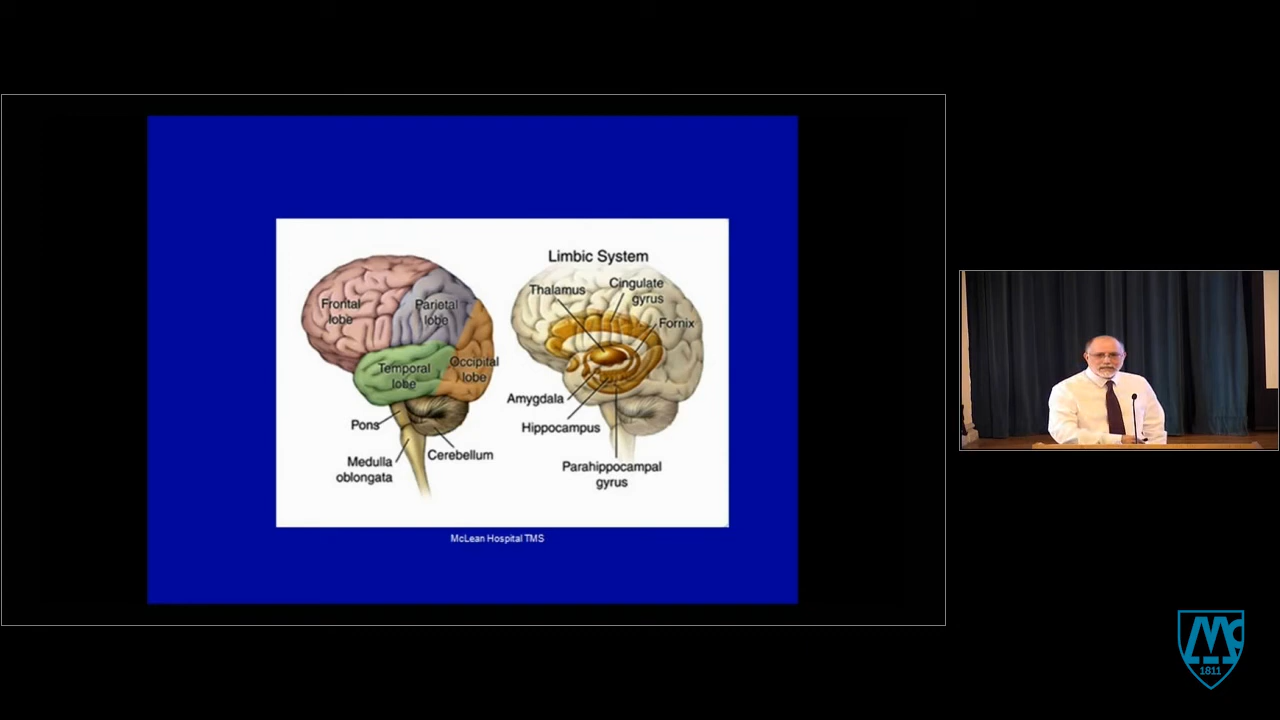 Limbic System
Frontal
lobe
Parietal
lobe
Temporal
lobe
Occipital
lobe
Pons
Medulla
oblongata
Cerebellum
Thalamus
Cingulate
gyrus
Fornix
Amygdala
Hippocampus
Parahippocampal
gyrus
McLean Hospital TMS
Mc
1811